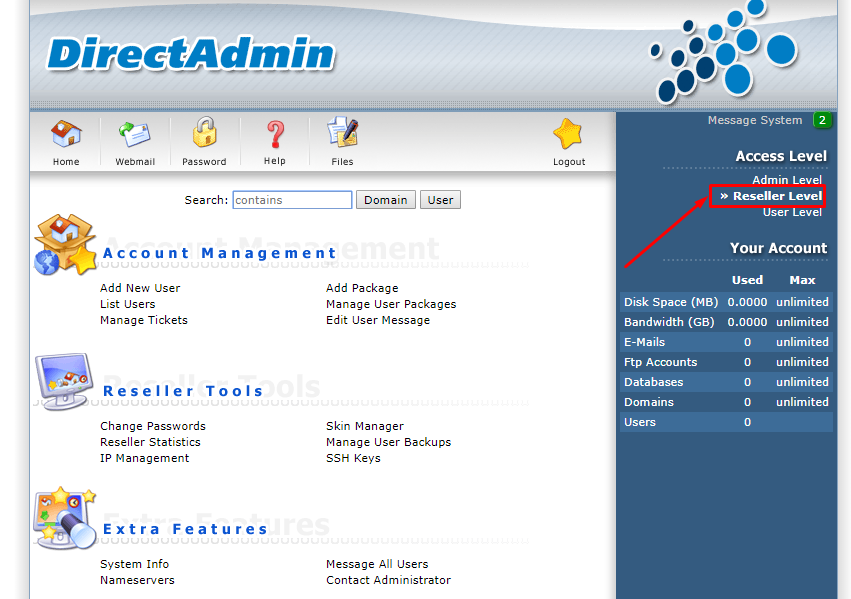 DirectAdmin
Home Webmail Password Help Files Logout
Message System 2
Access Level
Admin Level
» Reseller Level
User Level
Search: contains Domain User
Account Management
Add New User Add Package
List Users Manage User Packages
Manage Tickets Edit User Message
Reseller Tools
Change Passwords Skin Manager
Reseller Statistics Manage User Backups
IP Management SSH Keys
Extra Features
System Info Message All Users
Nameservers Contact Administrator
Your Account
Used Max
Disk Space (MB) 0.0000 unlimited
Bandwidth (GB) 0.0000 unlimited
E-Mails 0 unlimited
Ftp Accounts 0 unlimited
Databases 0 unlimited
Domains 0 unlimited
Users 0